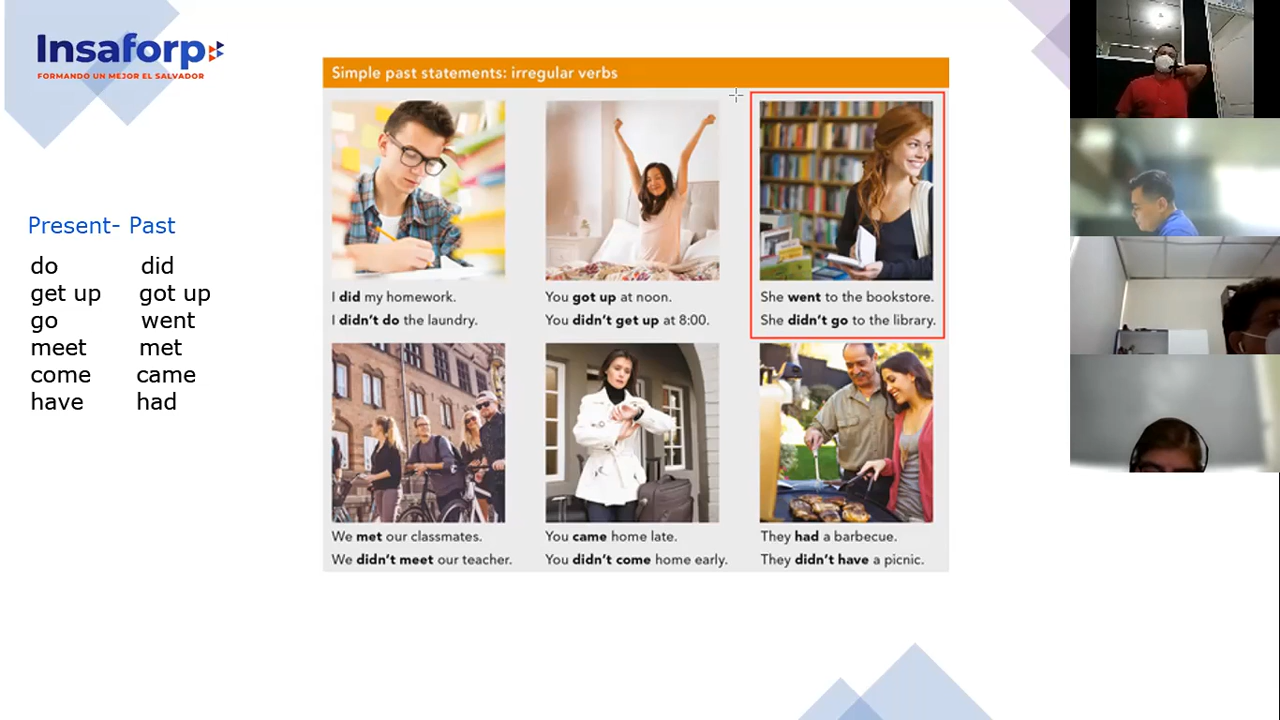 Insaforp
FORMANDO UN MEJOR EL SALVADOR
Simple past statements: irregular verbs
Present- Past
do did
get up got up
go went
meet met
come came
have had
I did my homework.
I didn't do the laundry.
You got up at noon.
You didn't get up at 8:00.
She went to the bookstore.
She didn't go to the library.
We met our classmates.
We didn't meet our teacher.
You came home late.
You didn't come home early.
They had a barbecue.
They didn't have a picnic.